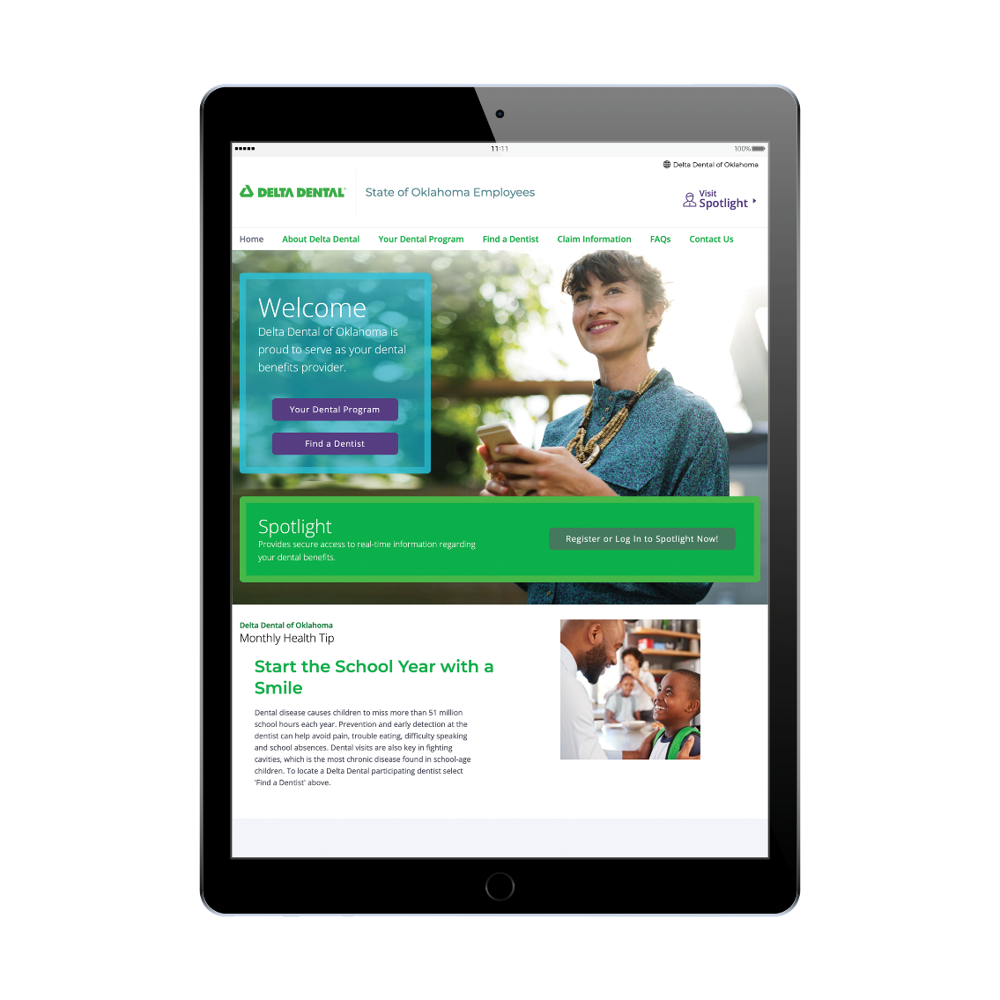 11:11
100%
Delta Dental of Oklahoma
DELTA DENTAL®
State of Oklahoma Employees
Visit
Spotlight
Home
About Delta Dental
Your Dental Program
Find a Dentist
Claim Information
FAQs
Contact Us
Welcome
Delta Dental of Oklahoma is
proud to serve as your dental
benefits provider.
Your Dental Program
Find a Dentist
Spotlight
Provides secure access to real-time information regarding
your dental benefits.
Register or Log In to Spotlight Now!
Delta Dental of Oklahoma
Monthly Health Tip
Start the School Year with a
Smile
Dental disease causes children to miss more than 51 million
school hours each year. Prevention and early detection at the
dentist can help avoid pain, trouble eating, difficulty speaking
and school absences. Dental visits are also key in fighting
cavities, which is the most chronic disease found in school-age
children. To locate a Delta Dental participating dentist select
'Find a Dentist' above.